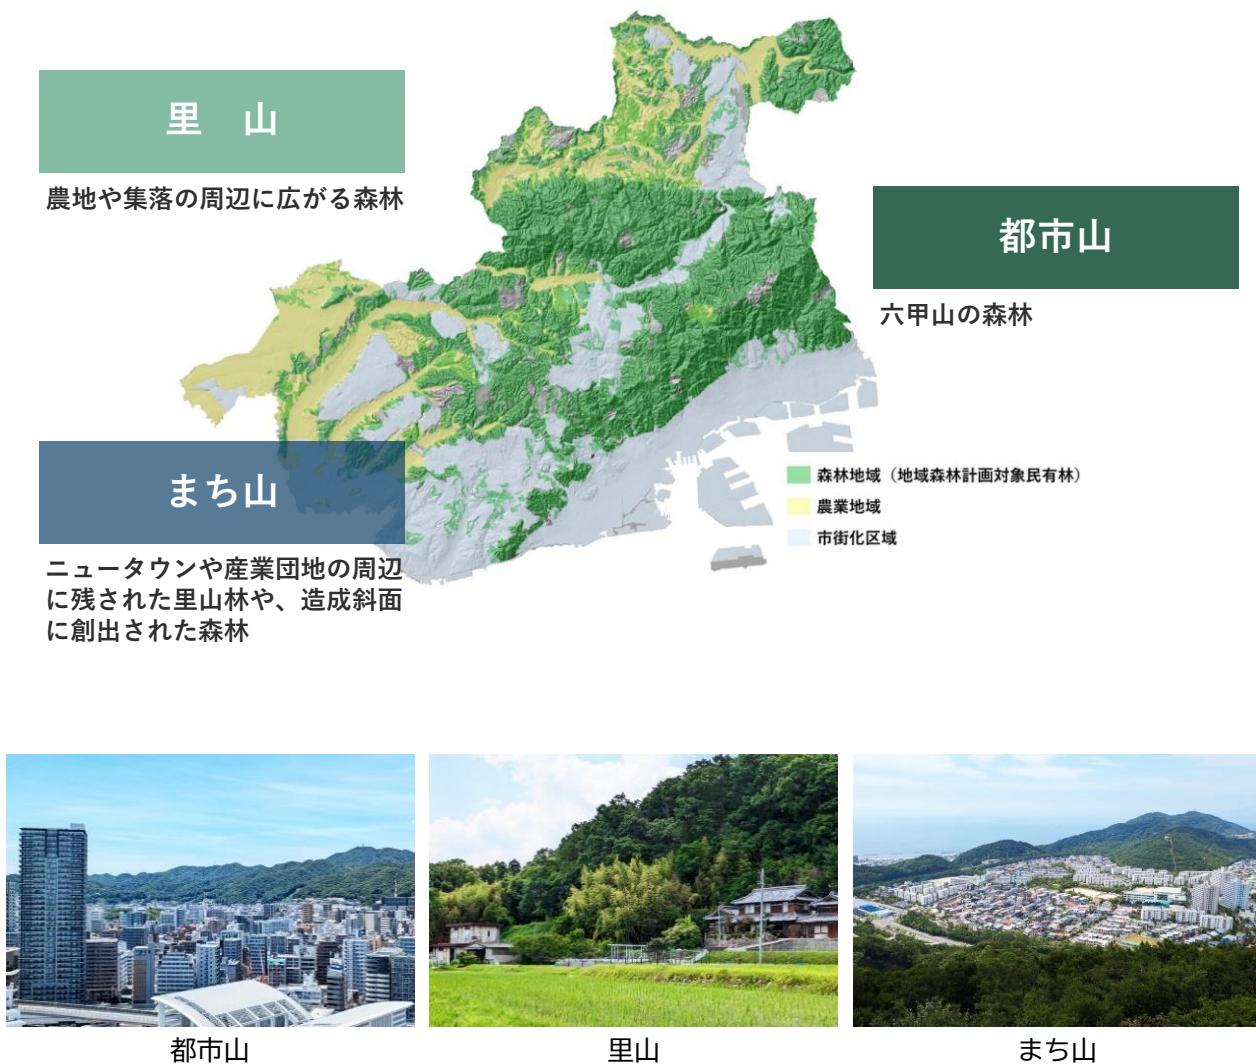 里　山
農地や集落の周辺に広がる森林
都市山
六甲山の森林
まち山
ニュータウンや産業団地の周辺
に残された里山林や、造成斜面
に創出された森林
森林地域（地域森林計画対象民有林）
農業地域
市街化区域
都市山
里山
まち山